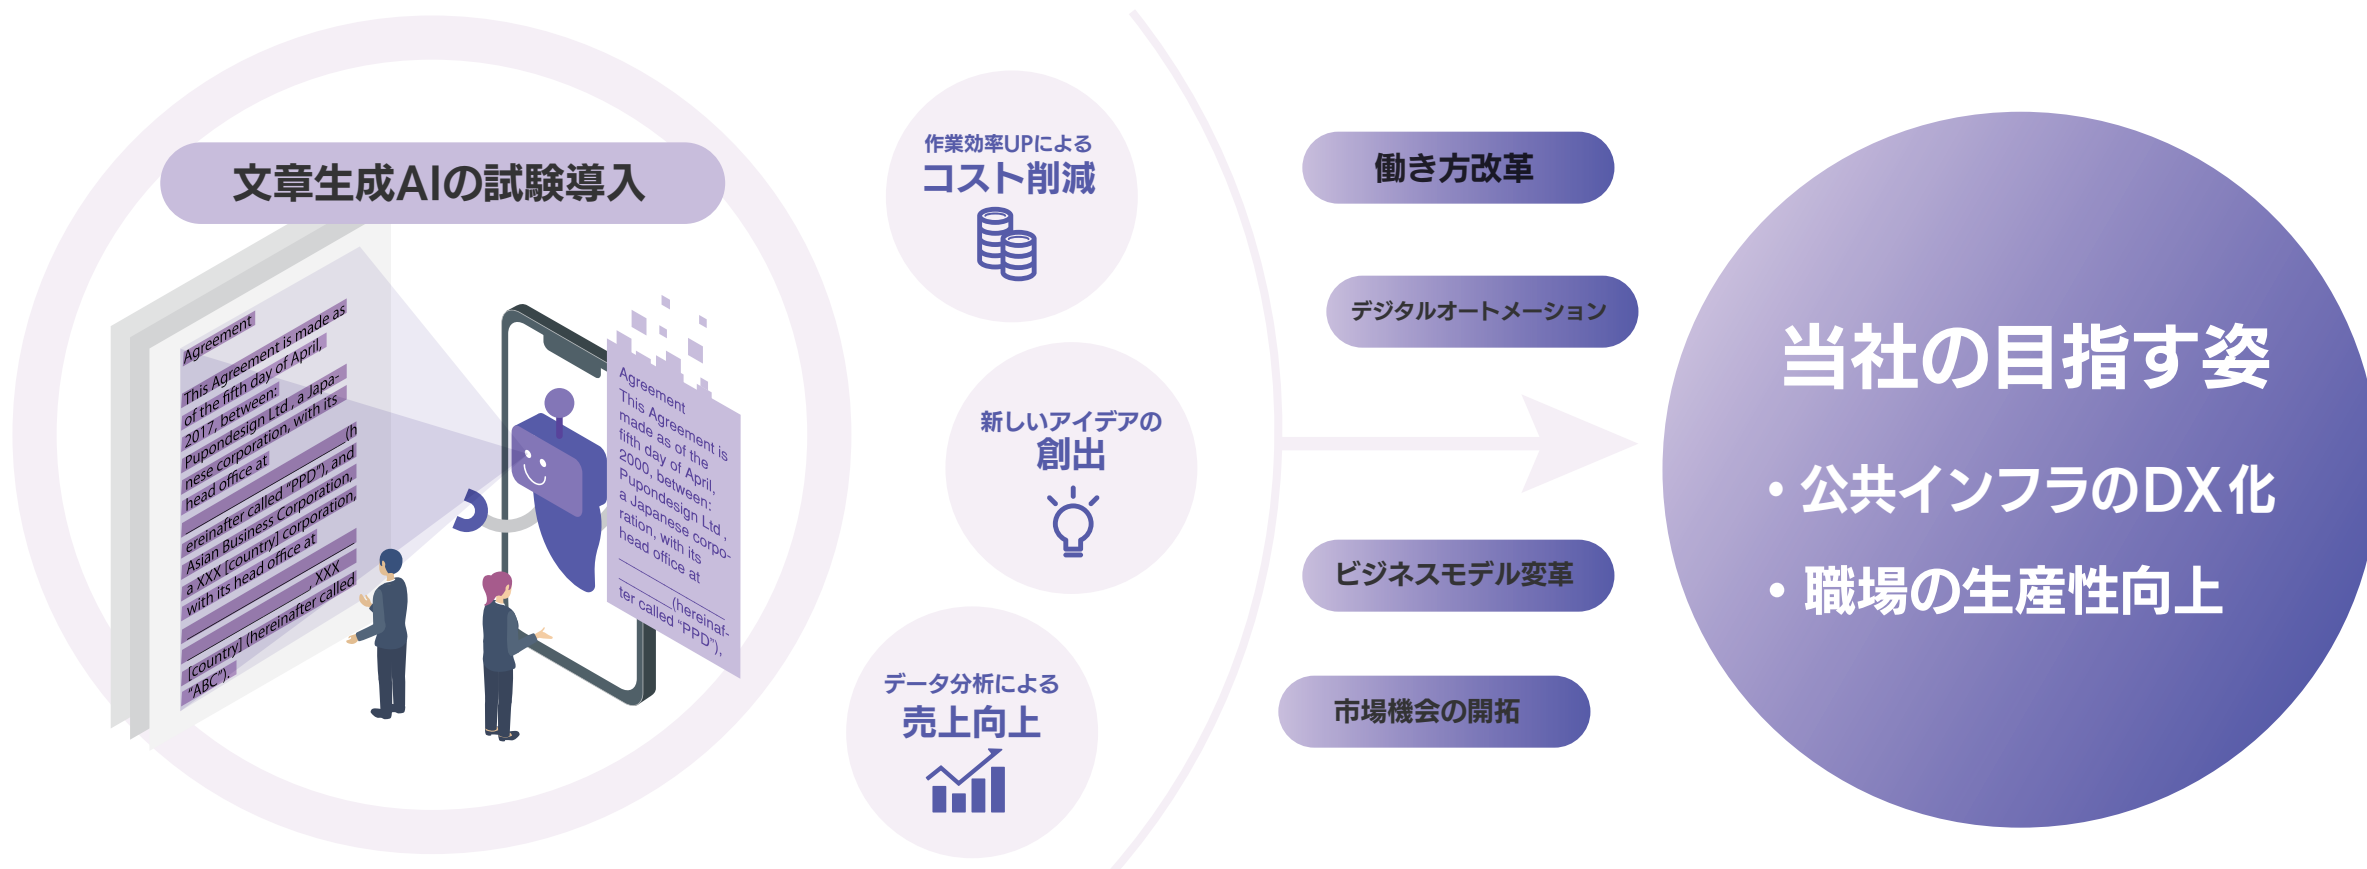 文章生成AIの試験導入
Agreement
This Agreement is made as
of the fifth day of April,
2017, between:
Pupondesign Ltd , a Japa-
nese corporation, with its
head office at
(h
ereinafter called “PPD”), and
Asian Business Corporation,
a XXX [country] corporation,
with its head office at
, XXX
[country] (hereinafter called
“ABC”).
Agreement
This Agreement is
made as of the
fifth day of April,
2000, between:
Pupondesign Ltd ,
a Japanese corpo-
ration, with its
head office at
(hereinaf-
ter called “PPD”),
作業効率UPによる
コスト削減
新しいアイデアの
創出
データ分析による
売上向上
働き方改革
デジタルオートメーション
ビジネスモデル変革
市場機会の開拓
当社の目指す姿
・公共インフラのDX化
・職場の生産性向上